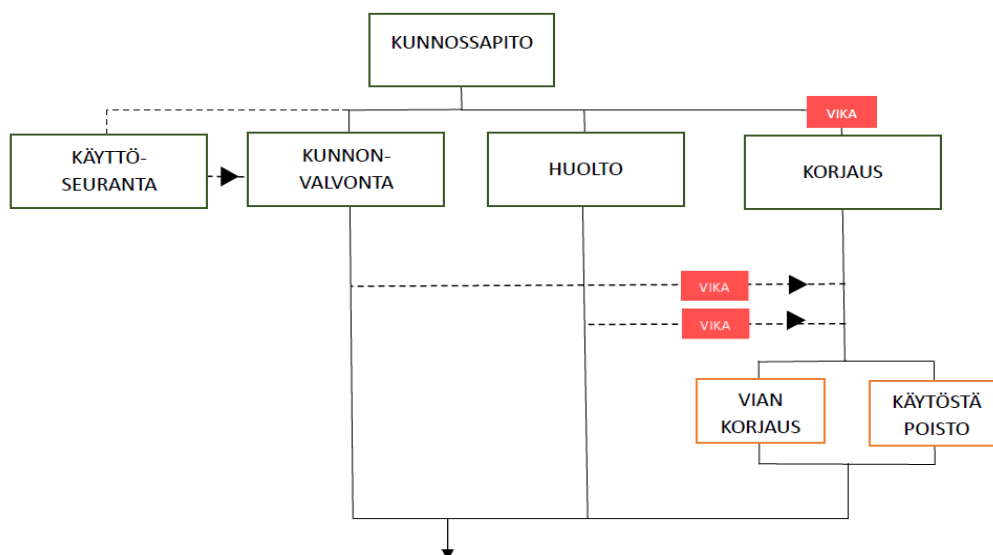 KUNNOSSAPITO
VIKA
KÄYTTÖ-
SEURANTA
KUNNON-
VALVONTA
HUOLTO
KORJAUS
VIKA
VIKA
VIAN
KORJAUS
KÄYTÖSTÄ
POISTO